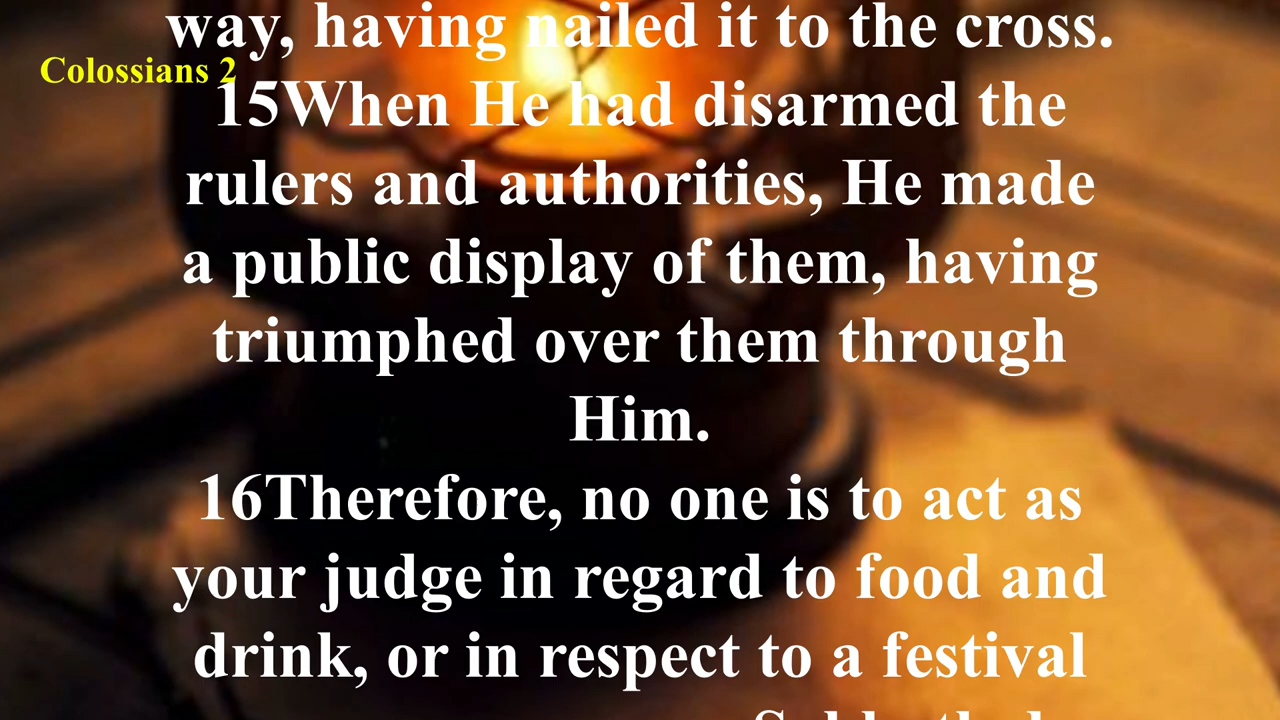 way, having nailed it to the cross.
Colossians 2
15When He had disarmed the
rulers and authorities, He made
a public display of them, having
triumphed over them through
Him.
16Therefore, no one is to act as
your judge in regard to food and
drink, or in respect to a festival